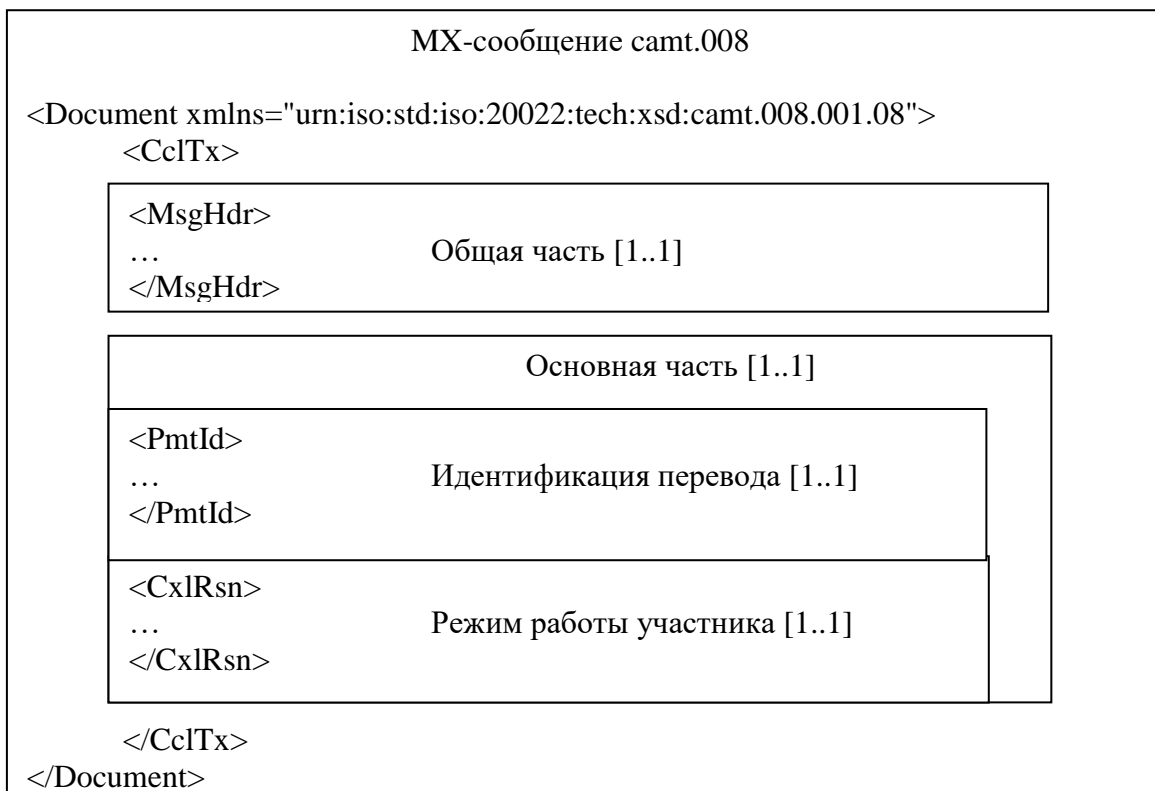 МХ-сообщение camt.008
<Document xmlns="urn:iso:std:iso:20022:tech:xsd:camt.008.001.08">
<CclTx>
<MsgHdr>
… Общая часть [1..1]
</MsgHdr>
Основная часть [1..1]
<PmtId>
… Идентификация перевода [1..1]
</PmtId>
<CxlRsn>
… Режим работы участника [1..1]
</CxlRsn>
</CclTx>
</Document>